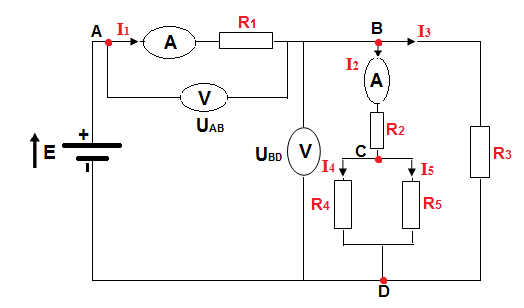 A I1 A R1 B I3
V
UAB
I2 A
+
E
-
UBD V
R2
R3
C
I4 I5
R4 R5
D